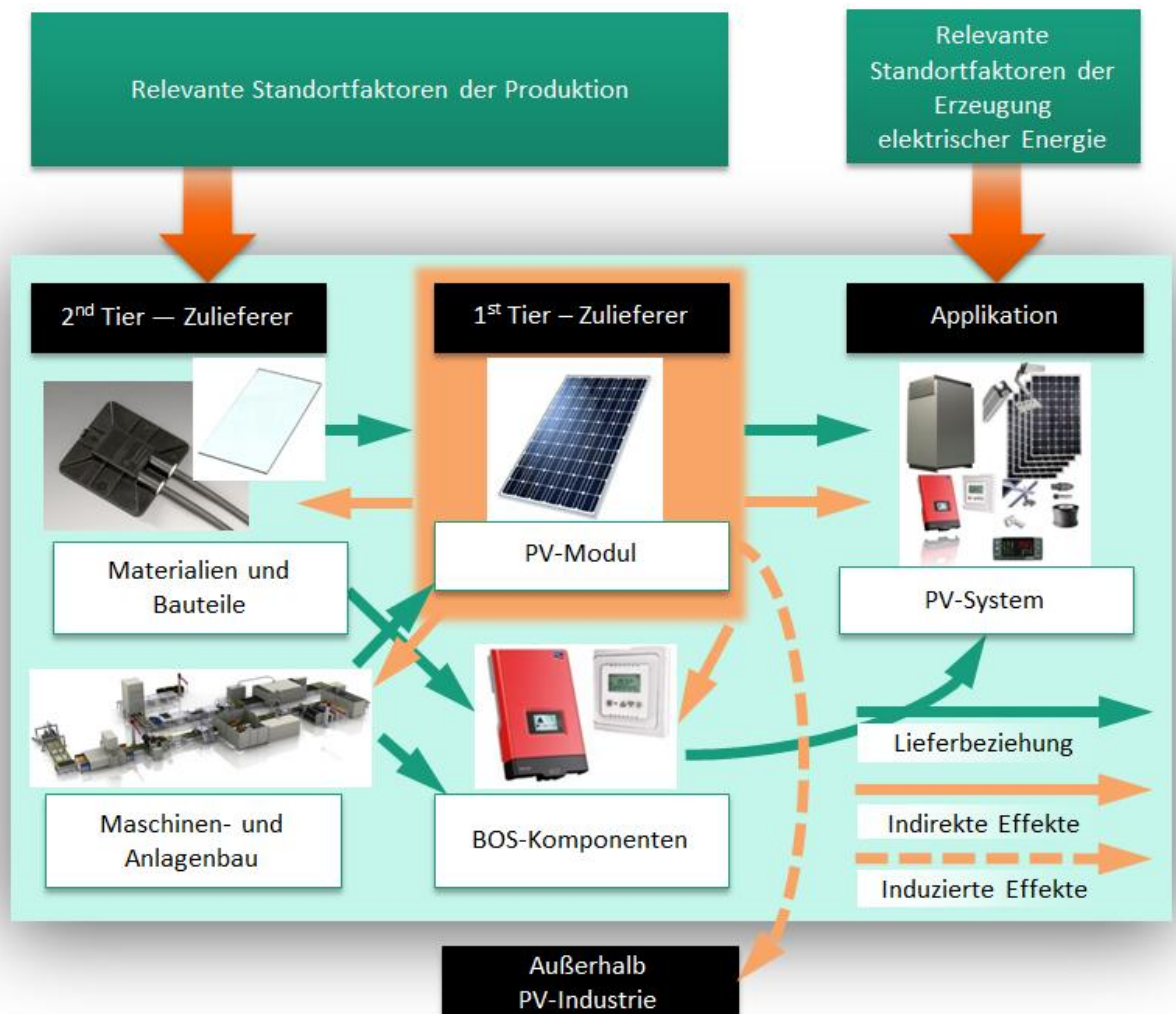 Relevante Standortfaktoren der Produktion
Relevante
Standortfaktoren der
Erzeugung
elektrischer Energie
2nd Tier — Zulieferer
1st Tier – Zulieferer
Applikation
PV-Modul
Materialien und
Bauteile
PV-System
Lieferbeziehung
Maschinen- und
Anlagenbau
BOS-Komponenten
Indirekte Effekte
Induzierte Effekte
Außerhalb
PV-Industrie